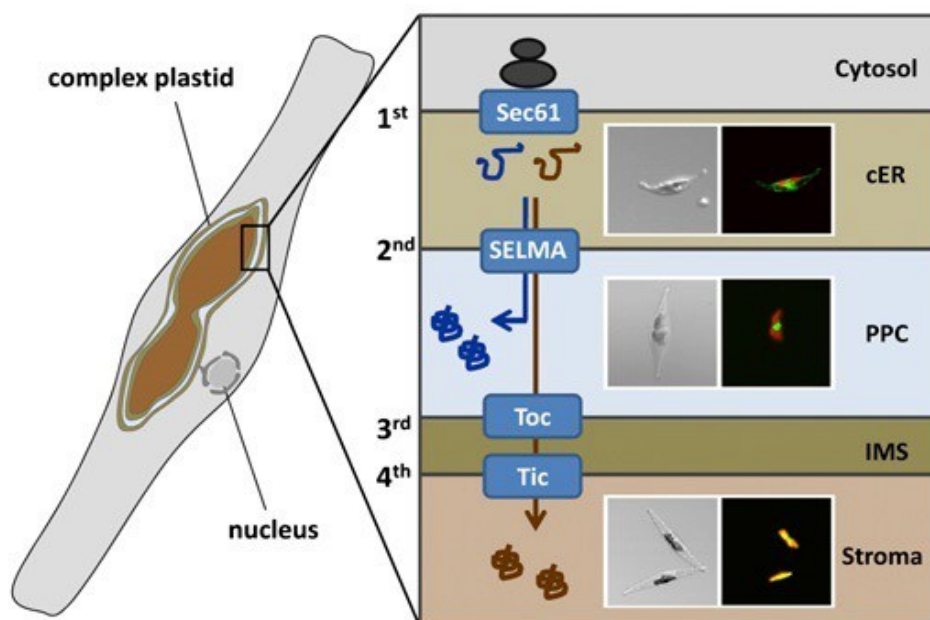 complex plastid
nucleus
Cytosol
1st
Sec61
cER
2nd
SELMA
PPC
3rd
Toc
IMS
4th
Tic
Stroma